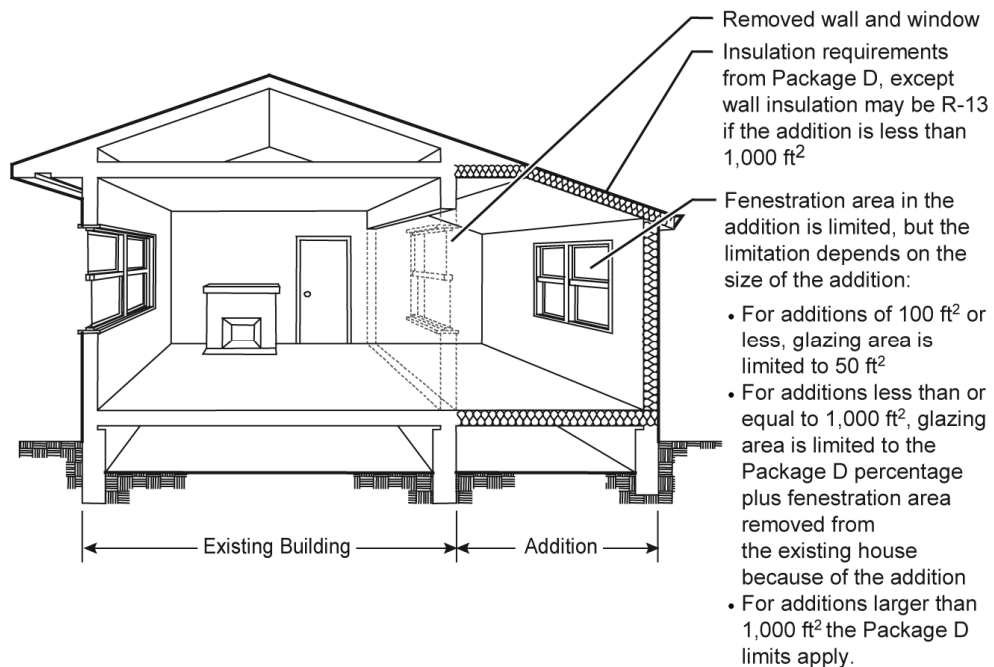 Removed wall and window
Insulation requirements
from Package D, except
wall insulation may be R-13
if the addition is less than
1,000 ft²
Fenestration area in the
addition is limited, but the
limitation depends on the
size of the addition:
• For additions of 100 ft² or
less, glazing area is
limited to 50 ft²
• For additions less than or
equal to 1,000 ft², glazing
area is limited to the
Package D percentage
plus fenestration area
removed from
the existing house
because of the addition
• For additions larger than
1,000 ft² the Package D
limits apply.
Existing Building
Addition